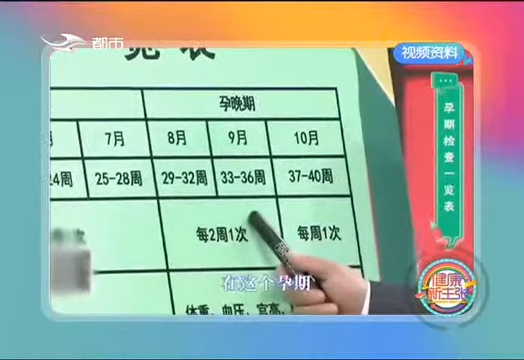 都市
视频资料
览表
孕晚期
7月 8月 9月 10月
24周 25-28周 29-32周 33-36周 37-40周
每2周1次 每周1次
体重、血压、宫高、
在这个孕期
孕期检查一览表
健康新主张